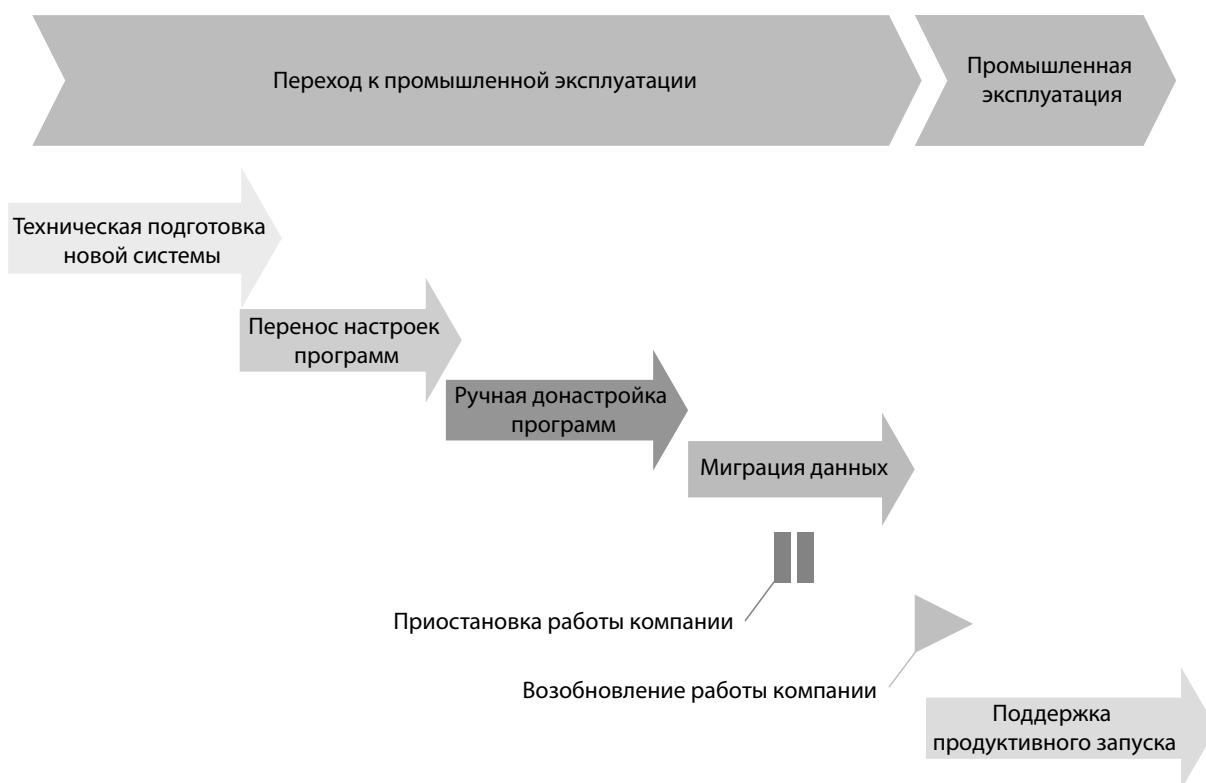 Переход к промышленной эксплуатации
Промышленная
эксплуатация
Техническая подготовка
новой системы
Перенос настроек
программ
Ручная донастройка
программ
Миграция данных
Приостановка работы компании
Возобновление работы компании
Поддержка
продуктивного запуска